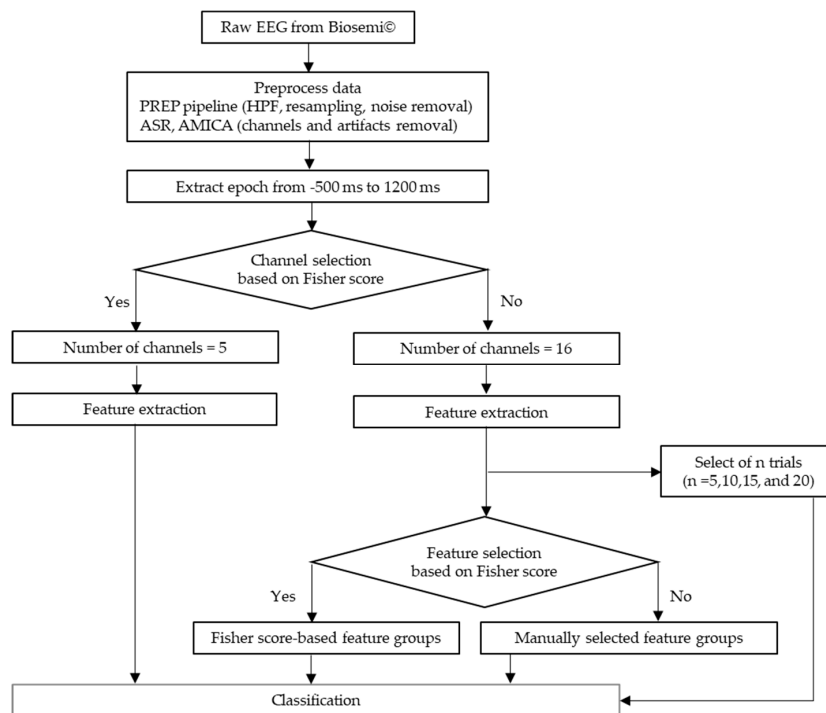 Raw EEG from Biosemi©
Preprocess data
PREP pipeline (HPF, resampling, noise removal)
ASR, AMICA (channels and artifacts removal)
Extract epoch from -500 ms to 1200 ms
Channel selection
based on Fisher score
Yes
No
Number of channels = 5
Number of channels = 16
Feature extraction
Feature extraction
Select of n trials
(n =5,10,15, and 20)
Feature selection
based on Fisher score
Yes
No
Fisher score-based feature groups
Manually selected feature groups
Classification